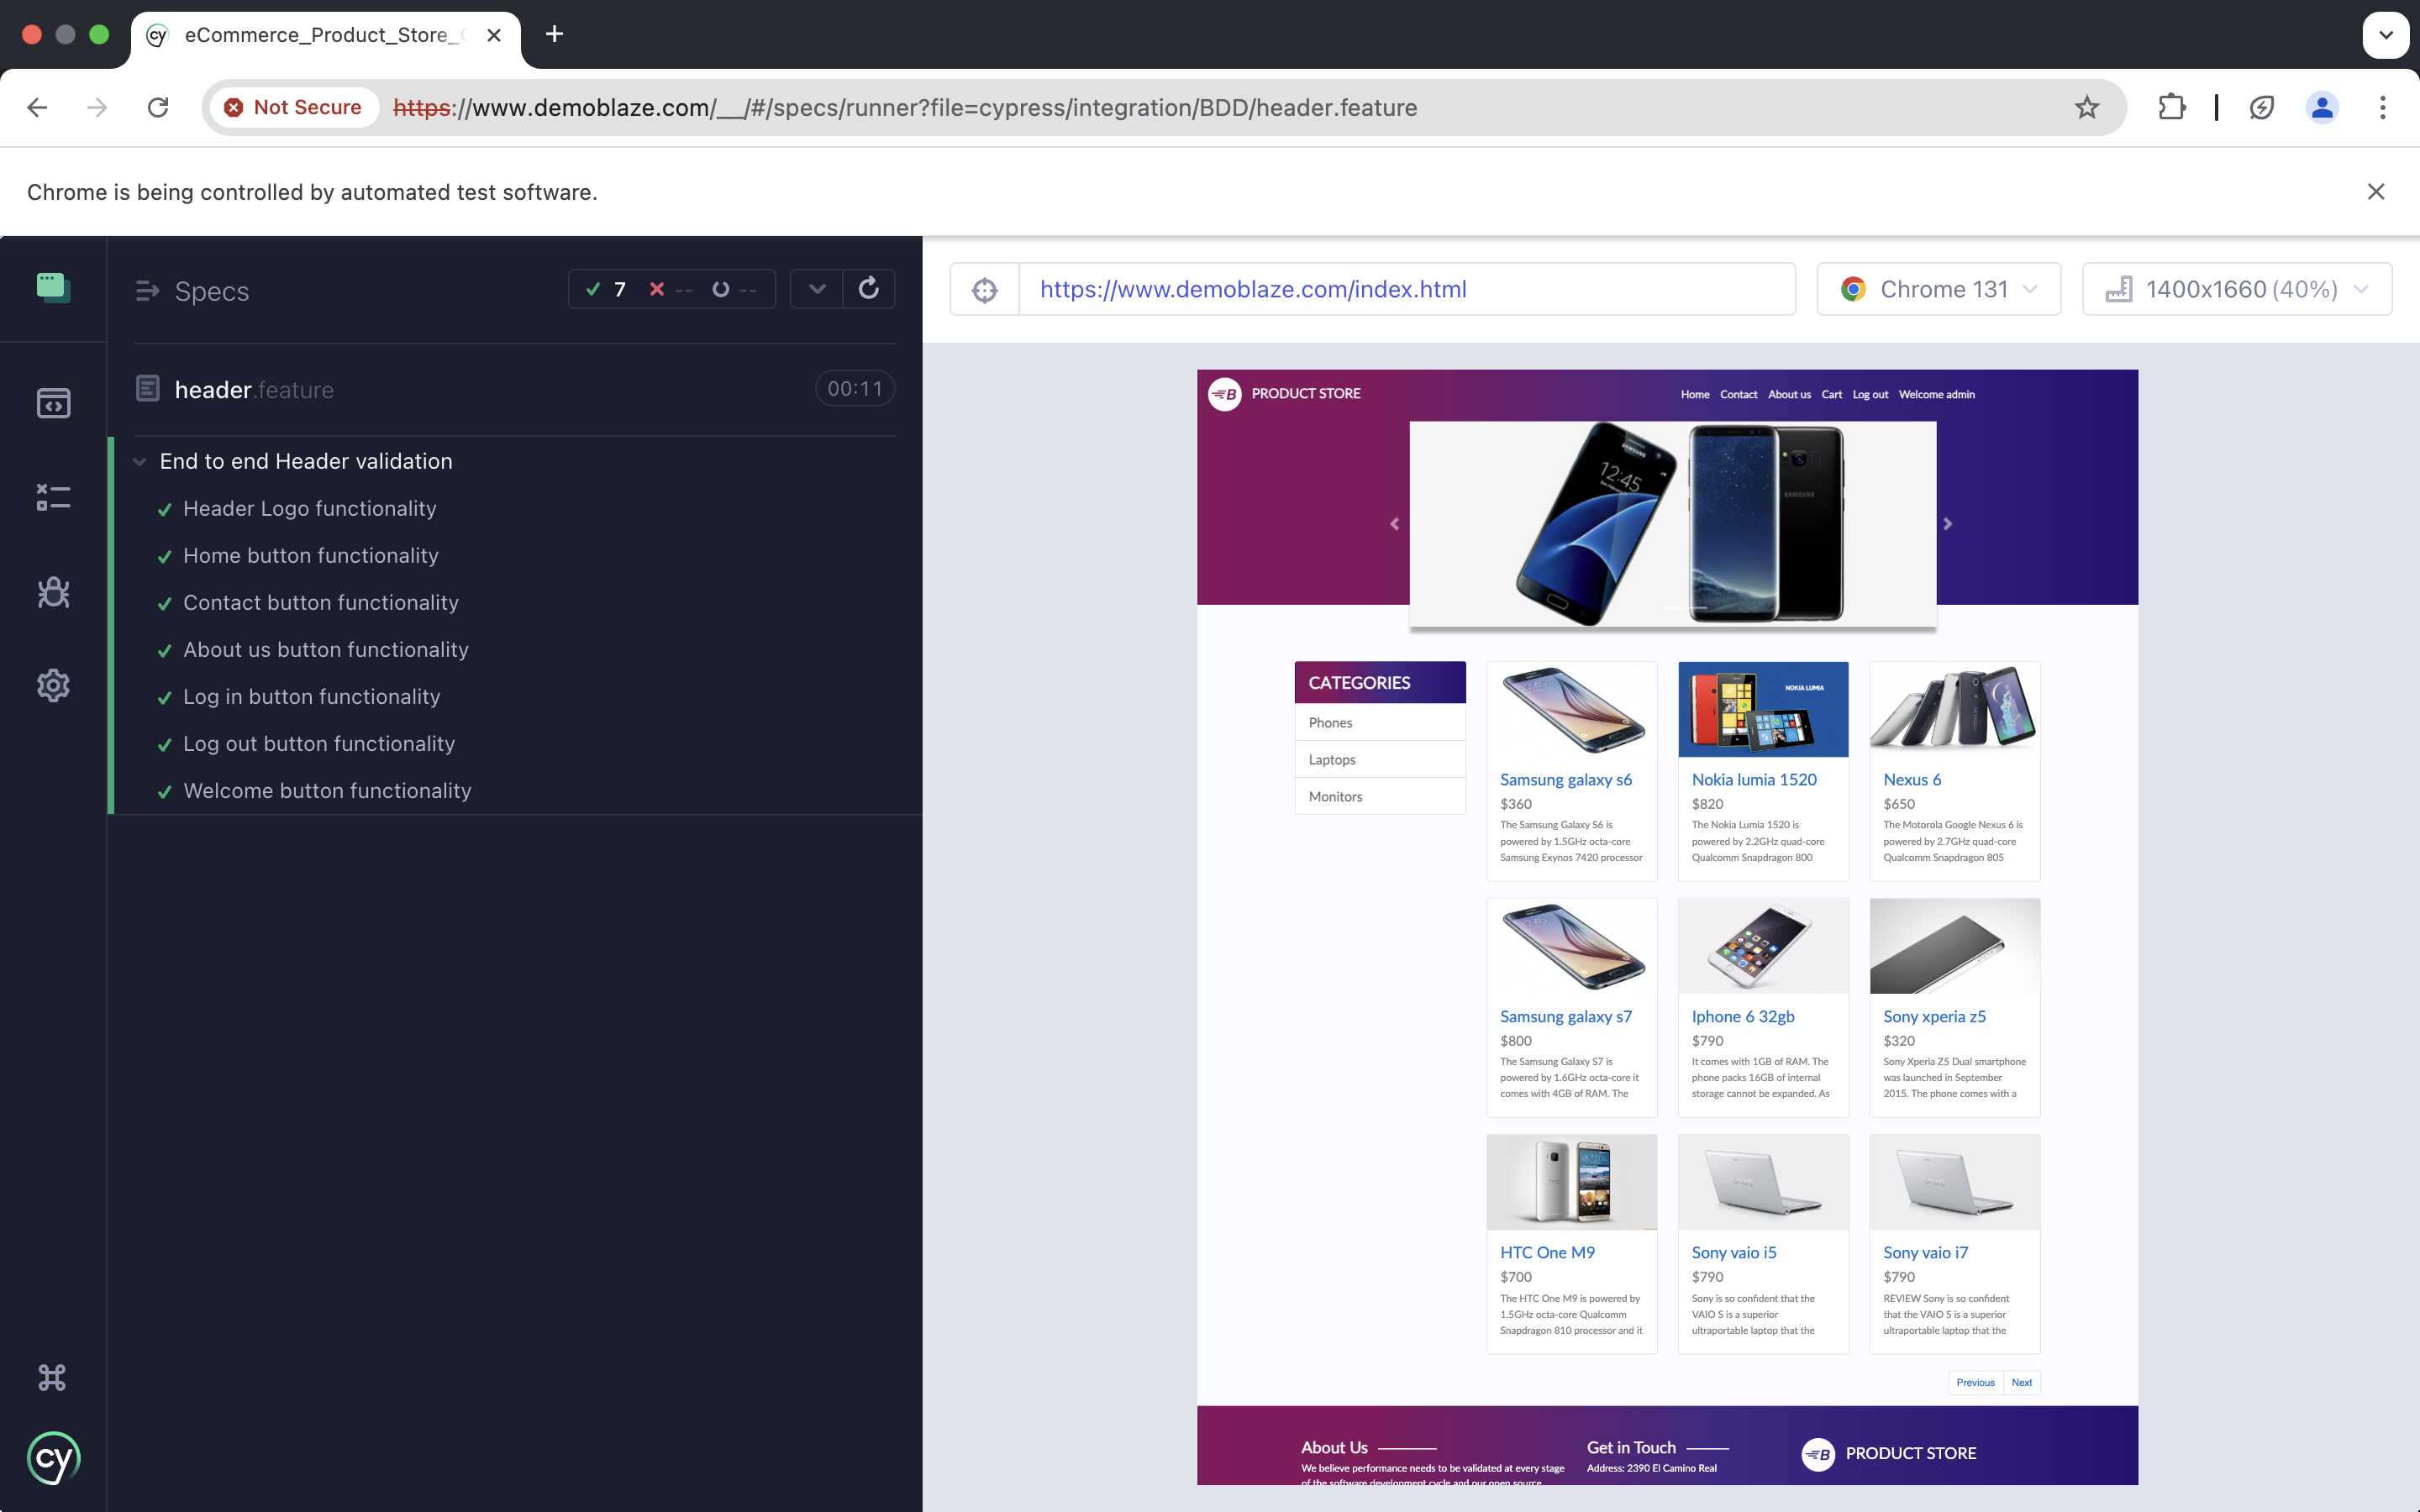 eCommerce_Product_Store_
Not Secure https://www.demoblaze.com/__/#/specs/runner?file=cypress/integration/BDD/header.feature
Chrome is being controlled by automated test software.
Specs
7 -- --
header.feature
00:11
End to end Header validation
Header Logo functionality
Home button functionality
Contact button functionality
About us button functionality
Log in button functionality
Log out button functionality
Welcome button functionality
cy
https://www.demoblaze.com/index.html
Chrome 131
1400x1660 (40%)
PRODUCT STORE
Home Contact About us Cart Log out Welcome admin
SAMSUNG
12:45
SAMSUNG
CATEGORIES
Phones
Laptops
Monitors
Samsung galaxy s6
$360
The Samsung Galaxy S6 is
powered by 1.5GHz octa-core
Samsung Exynos 7420 processor
NOKIA LUMIA
Nokia lumia 1520
$820
The Nokia Lumia 1520 is
powered by 2.2GHz quad-core
Qualcomm Snapdragon 800
Nexus 6
$650
The Motorola Google Nexus 6 is
powered by 2.7GHz quad-core
Qualcomm Snapdragon 805
Samsung galaxy s7
$800
The Samsung Galaxy S7 is
powered by 1.6GHz octa-core it
comes with 4GB of RAM. The
Iphone 6 32gb
$790
It comes with 1GB of RAM. The
phone packs 16GB of internal
storage cannot be expanded. As
Sony xperia z5
$320
Sony Xperia Z5 Dual smartphone
was launched in September
2015. The phone comes with a
HTC One M9
$700
The HTC One M9 is powered by
1.5GHz octa-core Qualcomm
Snapdragon 810 processor and it
VAIO
Sony vaio i5
$790
Sony is so confident that the
VAIO S is a superior
ultraportable laptop that the
VAIO
Sony vaio i7
$790
REVIEW Sony is so confident
that the VAIO S is a superior
ultraportable laptop that the
Previous Next
About Us
We believe performance needs to be validated at every stage
of the software development cycle and our open source
Get in Touch
Address: 2390 El Camino Real
PRODUCT STORE